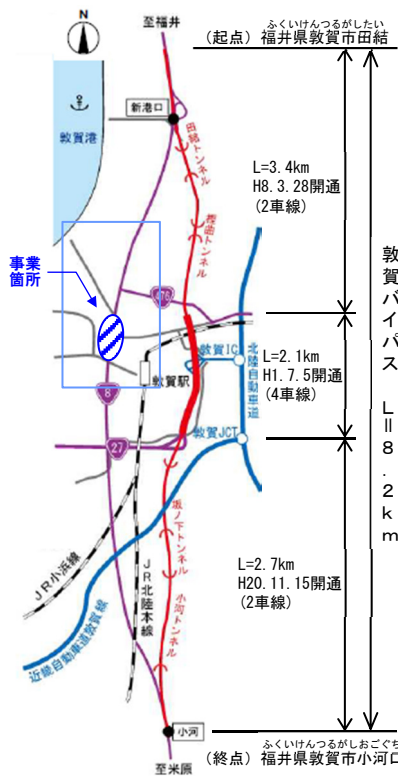 N
至福井
ふくいけんつるがしたい
(起点) 福井県敦賀市田結
新港口
敦賀港
田結トンネル
L=3.4km
H8.3.28開通
(2車線)
摺曲トンネル
事業
箇所
敦賀バイパス L=8.2km
敦賀IC
北陸自動車道
L=2.1km
H1.7.5開通
(4車線)
敦賀駅
8
27
敦賀JCT
坂ノ下トンネル
JR小浜線
JR北陸本線
小河トンネル
L=2.7km
H20.11.15開通
(2車線)
近畿自動車道敦賀線
小河
ふくいけんつるがしおごぐち
(終点) 福井県敦賀市小河口
至米原